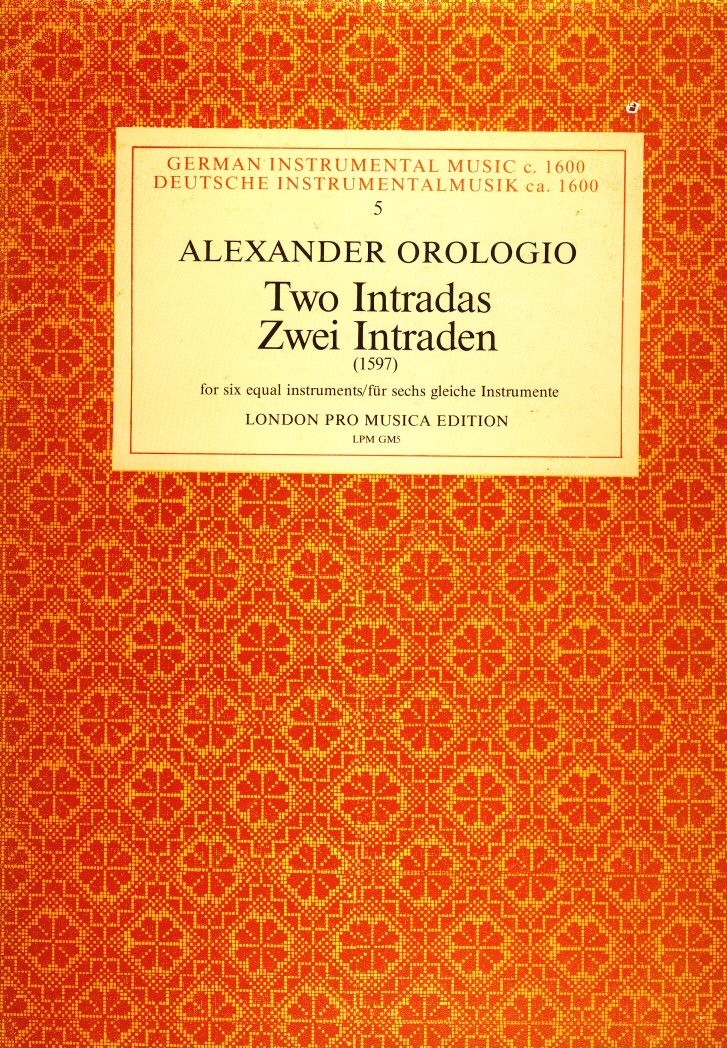 GERMAN INSTRUMENTAL MUSIC c. 1600
DEUTSCHE INSTRUMENTALMUSIK ca. 1600
5
ALEXANDER OROLOGIO
Two Intradas
Zwei Intraden
(1597)
for six equal instruments/für sechs gleiche Instrumente
LONDON PRO MUSICA EDITION
LPM GM5